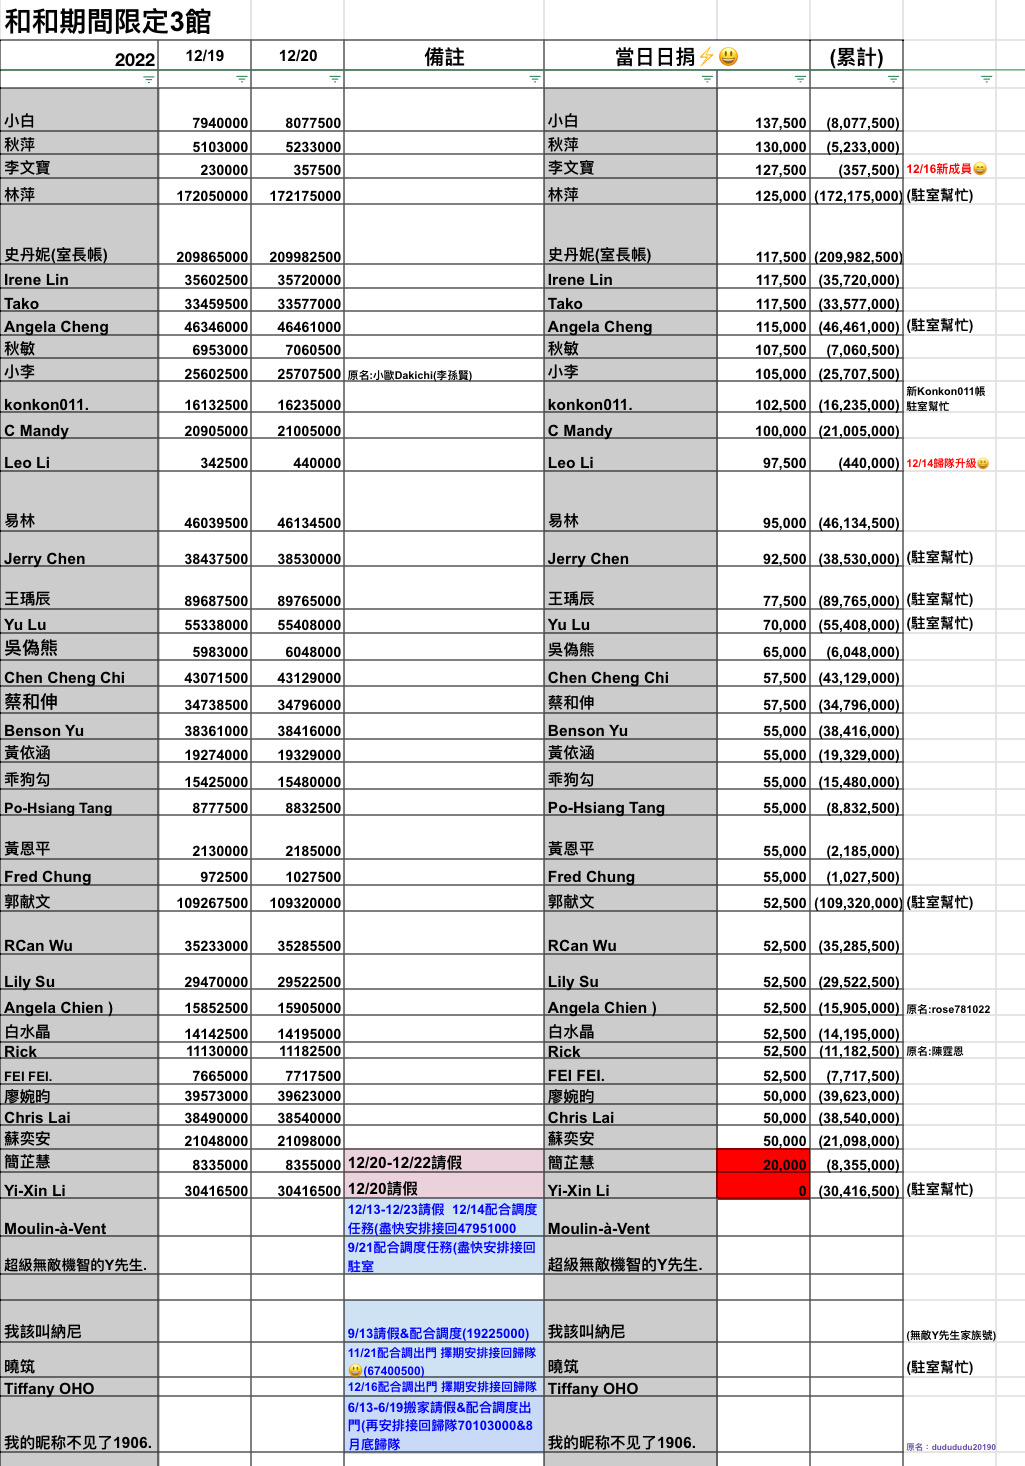 和和期間限定3館
2022 12/19 12/20 備註 當日日捐⚡😃 (累計)
小白 7940000 8077500 小白 137,500 (8,077,500)
秋萍 5103000 5233000 秋萍 130,000 (5,233,000)
李文寶 230000 357500 李文寶 127,500 (357,500) 12/16新成員😄
林萍 172050000 172175000 林萍 125,000 (172,175,000) (駐室幫忙)
史丹妮(室長帳) 209865000 209982500 史丹妮(室長帳) 117,500 (209,982,500)
Irene Lin 35602500 35720000 Irene Lin 117,500 (35,720,000)
Tako 33459500 33577000 Tako 117,500 (33,577,000)
Angela Cheng 46346000 46461000 Angela Cheng 115,000 (46,461,000) (駐室幫忙)
秋敏 6953000 7060500 秋敏 107,500 (7,060,500)
小李 25602500 25707500 原名:小歐Dakichi(李孫賢) 小李 105,000 (25,707,500)
konkon011. 16132500 16235000 konkon011. 102,500 (16,235,000) 新Konkon011帳
駐室幫忙
C Mandy 20905000 21005000 C Mandy 100,000 (21,005,000)
Leo Li 342500 440000 Leo Li 97,500 (440,000) 12/14歸隊升級😀
易林 46039500 46134500 易林 95,000 (46,134,500)
Jerry Chen 38437500 38530000 Jerry Chen 92,500 (38,530,000) (駐室幫忙)
王瑀辰 89687500 89765000 王瑀辰 77,500 (89,765,000) (駐室幫忙)
Yu Lu 55338000 55408000 Yu Lu 70,000 (55,408,000) (駐室幫忙)
吳偽熊 5983000 6048000 吳偽熊 65,000 (6,048,000)
Chen Cheng Chi 43071500 43129000 Chen Cheng Chi 57,500 (43,129,000)
蔡和伸 34738500 34796000 蔡和伸 57,500 (34,796,000)
Benson Yu 38361000 38416000 Benson Yu 55,000 (38,416,000)
黃依涵 19274000 19329000 黃依涵 55,000 (19,329,000)
乖狗勾 15425000 15480000 乖狗勾 55,000 (15,480,000)
Po-Hsiang Tang 8777500 8832500 Po-Hsiang Tang 55,000 (8,832,500)
黃恩平 2130000 2185000 黃恩平 55,000 (2,185,000)
Fred Chung 972500 1027500 Fred Chung 55,000 (1,027,500)
郭献文 109267500 109320000 郭献文 52,500 (109,320,000) (駐室幫忙)
RCan Wu 35233000 35285500 RCan Wu 52,500 (35,285,500)
Lily Su 29470000 29522500 Lily Su 52,500 (29,522,500)
Angela Chien ) 15852500 15905000 Angela Chien ) 52,500 (15,905,000) 原名:rose781022
白水晶 14142500 14195000 白水晶 52,500 (14,195,000)
Rick 11130000 11182500 Rick 52,500 (11,182,500) 原名:陳霆恩
FEI FEI. 7665000 7717500 FEI FEI. 52,500 (7,717,500)
廖婉昀 39573000 39623000 廖婉昀 50,000 (39,623,000)
Chris Lai 38490000 38540000 Chris Lai 50,000 (38,540,000)
蘇奕安 21048000 21098000 蘇奕安 50,000 (21,098,000)
簡芷慧 8335000 8355000 12/20-12/22請假 簡芷慧 20,000 (8,355,000)
Yi-Xin Li 30416500 30416500 12/20請假 Yi-Xin Li 0 (30,416,500) (駐室幫忙)
Moulin-à-Vent 12/13-12/23請假 12/14配合調度 Moulin-à-Vent
任務(盡快安排接回47951000
超級無敵機智的Y先生. 9/21配合調度任務(盡快安排接回 超級無敵機智的Y先生.
駐室
我該叫納尼 9/13請假&配合調度(19225000) 我該叫納尼 (無敵Y先生家族號)
曉筑 11/21配合調出門 擇期安排接回歸隊 曉筑 (駐室幫忙)
😀(67400500)
Tiffany OHO 12/16配合調出門 擇期安排接回歸隊 Tiffany OHO
我的昵称不见了1906. 6/13-6/19搬家請假&配合調度出 我的昵称不见了1906. 原名：dudududu20190
門(再安排接回歸隊70103000&8
月底歸隊